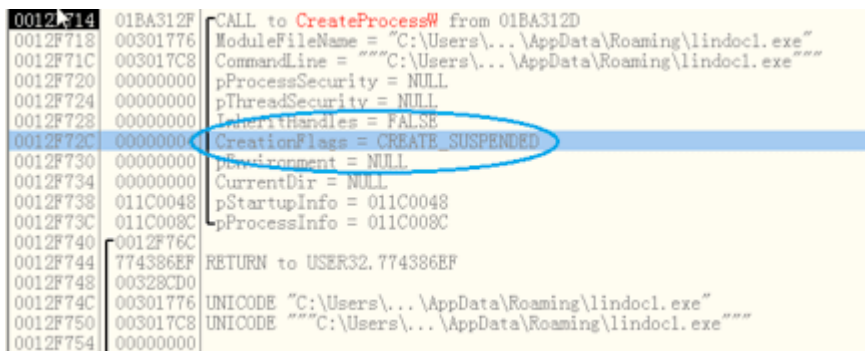 0012F714 01BA312F CALL to CreateProcessW from 01BA312D
0012F718 00301776 ModuleFileName = "C:\Users\...\AppData\Roaming\lindocl.exe"
0012F71C 003017C8 CommandLine = """C:\Users\...\AppData\Roaming\lindocl.exe"""
0012F720 00000000 pProcessSecurity = NULL
0012F724 00000000 pThreadSecurity = NULL
0012F728 00000000 InheritHandles = FALSE
0012F72C 00000004 CreationFlags = CREATE_SUSPENDED
0012F730 00000000 pEnvironment = NULL
0012F734 00000000 CurrentDir = NULL
0012F738 011C0048 pStartupInfo = 011C0048
0012F73C 011C008C pProcessInfo = 011C008C
0012F740 0012F76C
0012F744 774386EF RETURN to USER32.774386EF
0012F748 00328CD0
0012F74C 00301776 UNICODE "C:\Users\...\AppData\Roaming\lindocl.exe"
0012F750 003017C8 UNICODE """C:\Users\...\AppData\Roaming\lindocl.exe"""
0012F754 00000000